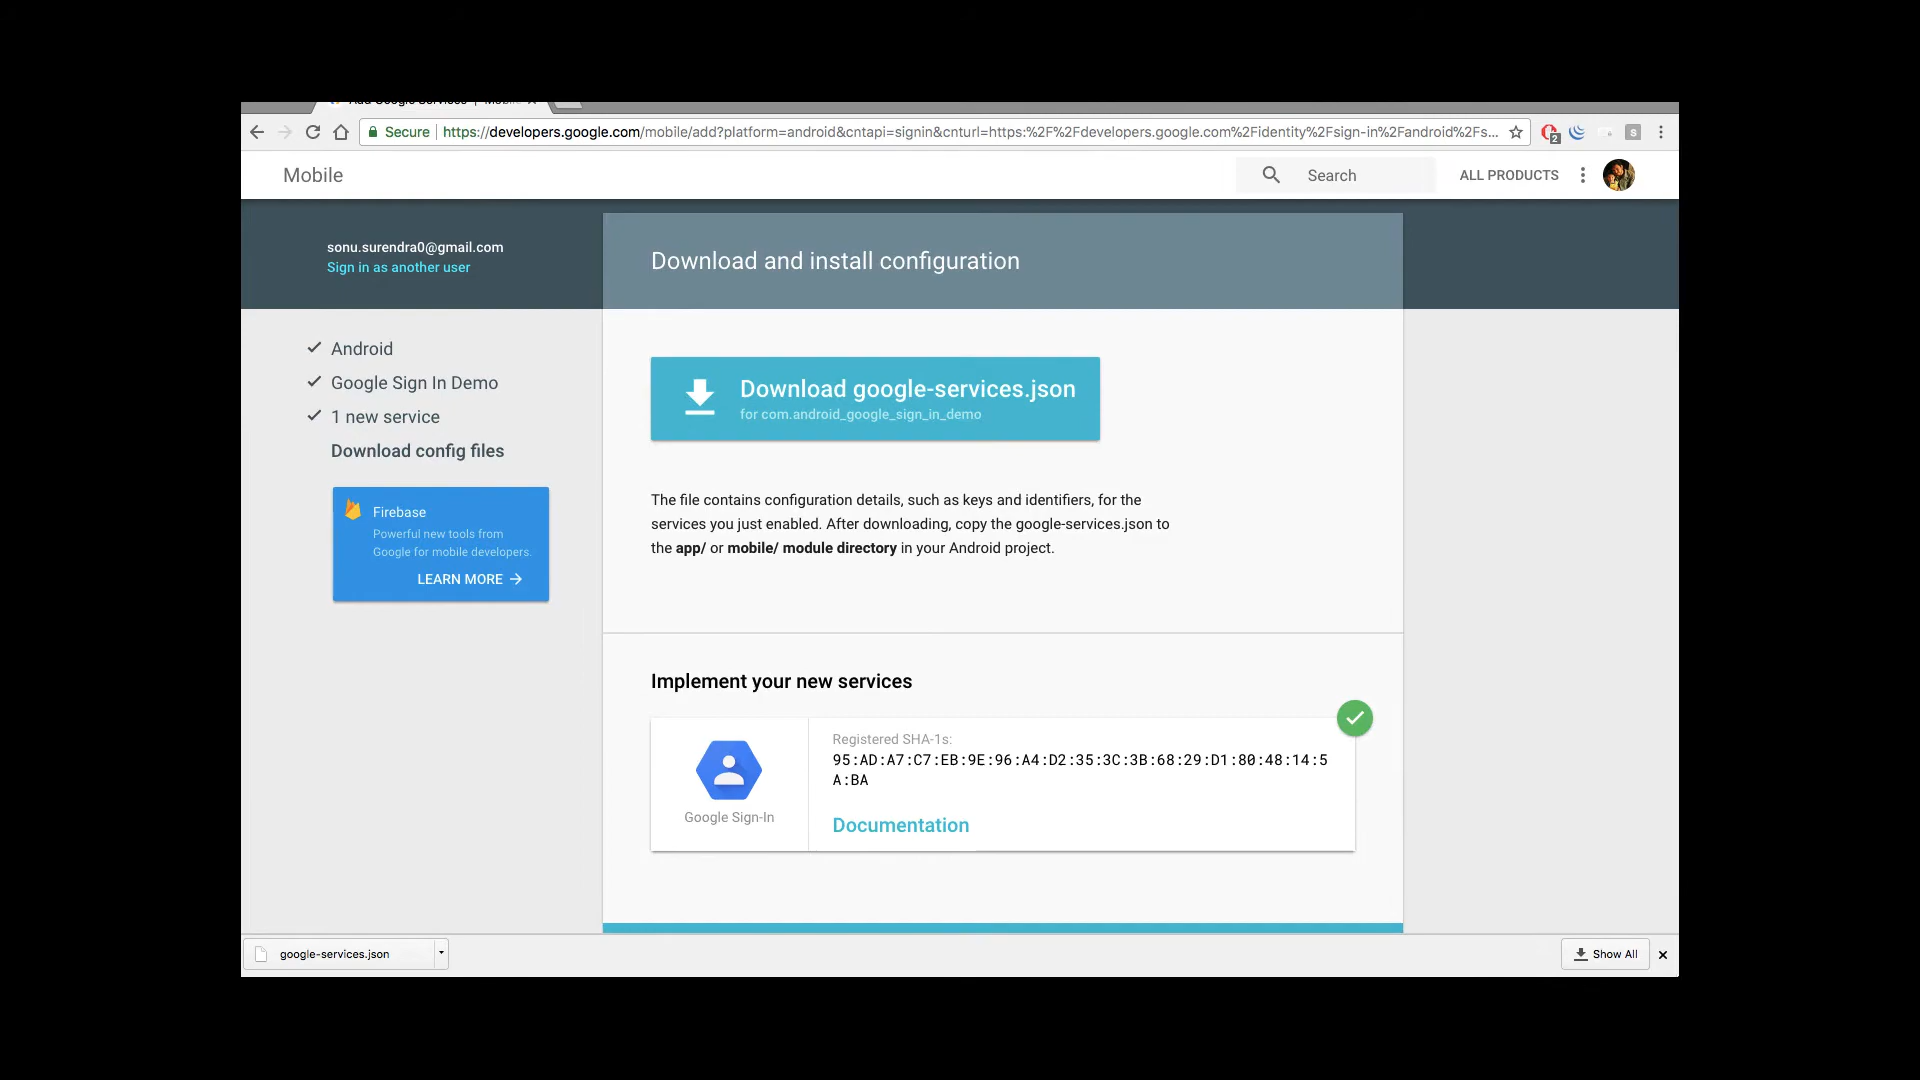 Add Google Services | Mobile
Secure https://developers.google.com/mobile/add?platform=android&cntapi=signin&cnturl=https:%2F%2Fdevelopers.google.com%2Fidentity%2Fsign-in%2Fandroid%2Fs...
2
S
Mobile
Search
ALL PRODUCTS
sonu.surendra0@gmail.com
Sign in as another user
Download and install configuration
Android
Google Sign In Demo
1 new service
Download config files
Firebase
Powerful new tools from
Google for mobile developers.
LEARN MORE
Download google-services.json
for com.android_google_sign_in_demo
The file contains configuration details, such as keys and identifiers, for the
services you just enabled. After downloading, copy the google-services.json to
the app/ or mobile/ module directory in your Android project.
Implement your new services
Google Sign-In
Registered SHA-1s:
95:AD:A7:C7:EB:9E:96:A4:D2:35:3C:3B:68:29:D1:80:48:14:5
A:BA
Documentation
google-services.json
Show All